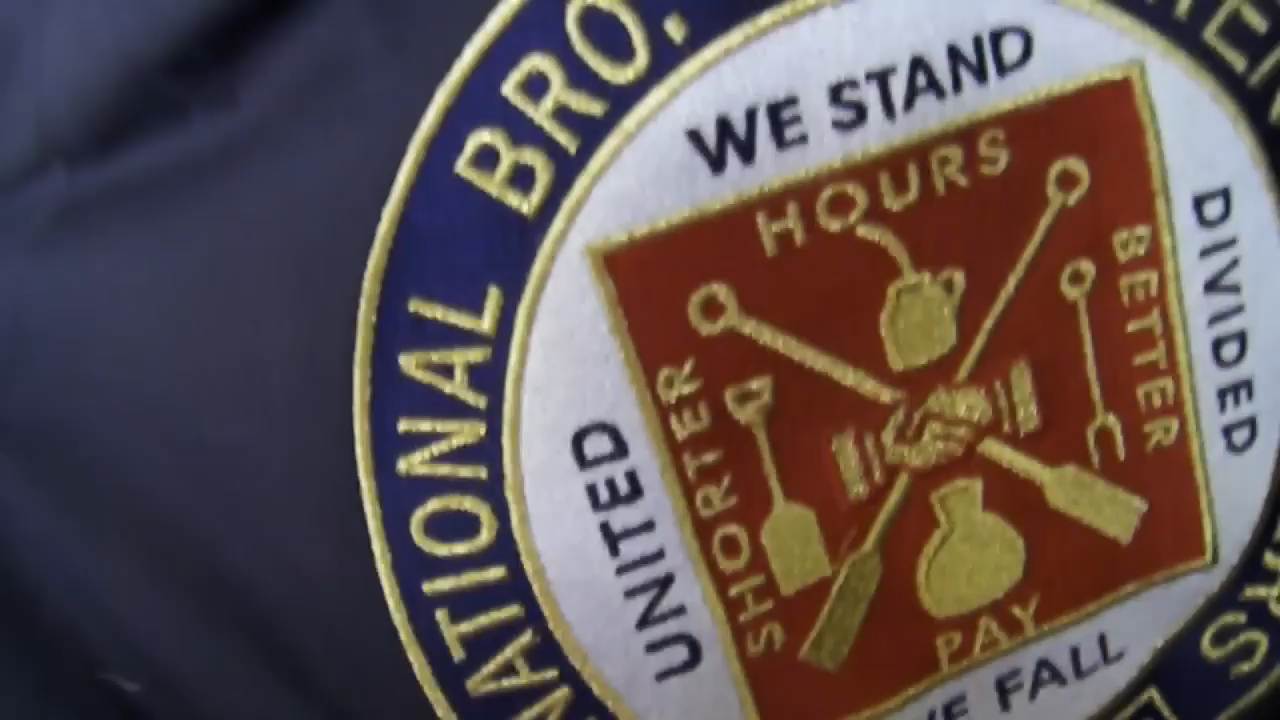 NATIONAL BRO.
UNITED
WE STAND
DIVIDED
FALL
SHORTER
HOURS
BETTER
PAY